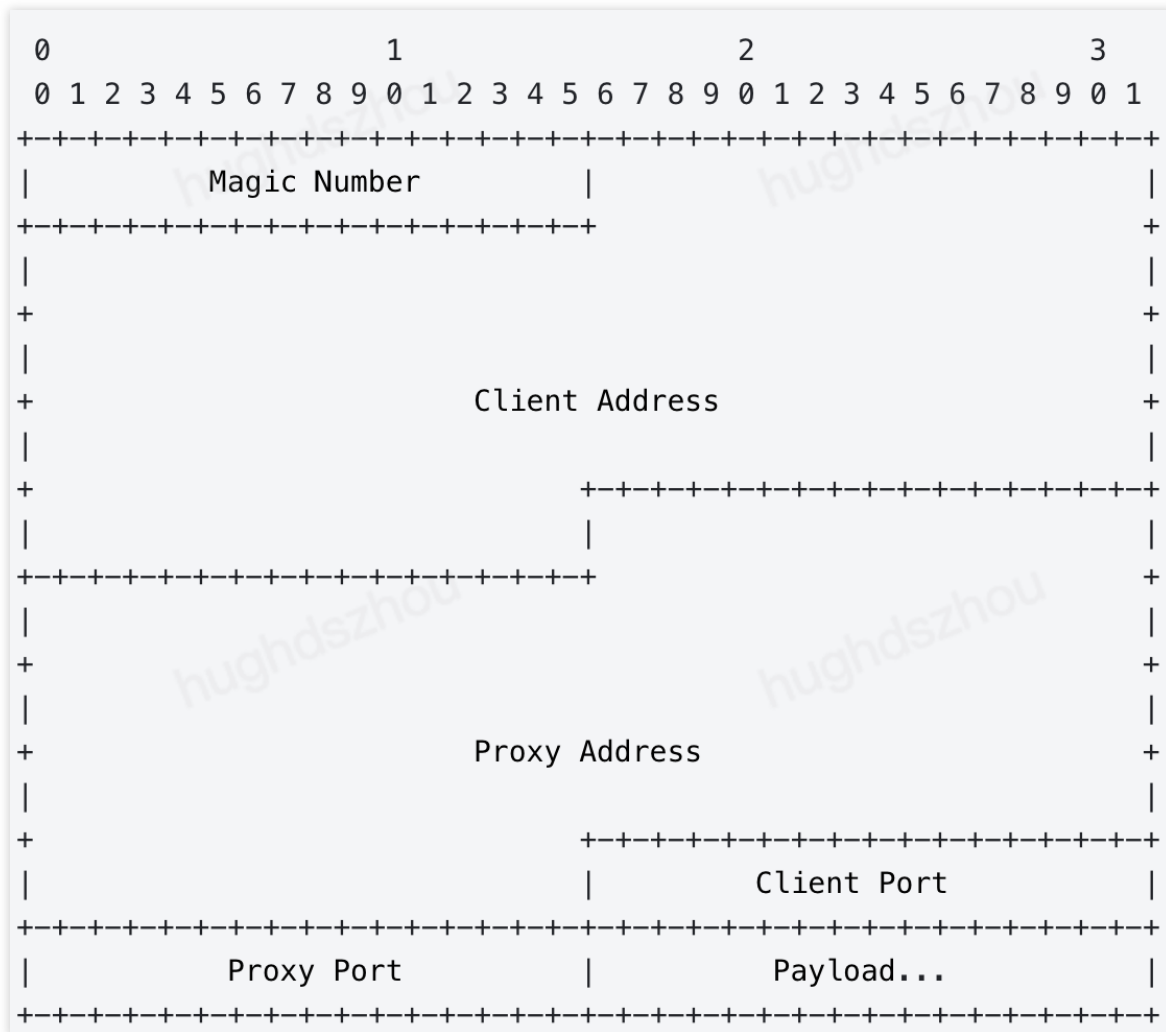 0                   1                   2                   3
0 1 2 3 4 5 6 7 8 9 0 1 2 3 4 5 6 7 8 9 0 1 2 3 4 5 6 7 8 9 0 1
+-+-+-+-+-+-+-+-+-+-+-+-+-+-+-+-+-+-+-+-+-+-+-+-+-+-+-+-+-+-+-+-+
|          Magic Number         |                               |
+-+-+-+-+-+-+-+-+-+-+-+-+-+-+-+-+                               +
|                                                               |
+                                                               +
|                                                               |
+                         Client Address                        +
|                                                               |
+                               +-+-+-+-+-+-+-+-+-+-+-+-+-+-+-+-+
|                               |                               |
+-+-+-+-+-+-+-+-+-+-+-+-+-+-+-+-+                               +
|                                                               |
+                                                               +
|                                                               |
+                         Proxy Address                         +
|                                                               |
+                               +-+-+-+-+-+-+-+-+-+-+-+-+-+-+-+-+
|                               |         Client Port           |
+-+-+-+-+-+-+-+-+-+-+-+-+-+-+-+-+-+-+-+-+-+-+-+-+-+-+-+-+-+-+-+-+
|           Proxy Port          |          Payload...           |
+-+-+-+-+-+-+-+-+-+-+-+-+-+-+-+-+-+-+-+-+-+-+-+-+-+-+-+-+-+-+-+-+
hughdszhou
hughdszhou
hughdszhou
hughdszhou